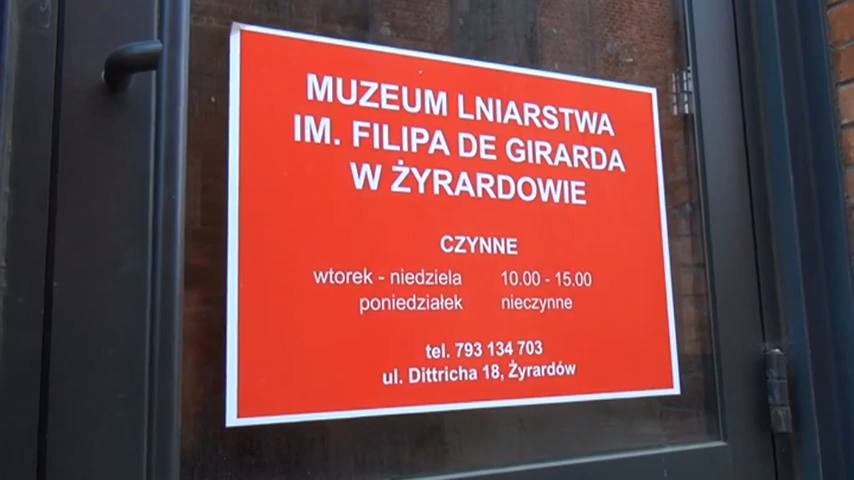 MUZEUM LNIARSTWA
IM. FILIPA DE GIRARDA
W ŻYRARDOWIE
CZYNNE
wtorek - niedziela 10.00 - 15.00
poniedziałek nieczynne
tel. 793 134 703
ul. Dittricha 18, Żyrardów